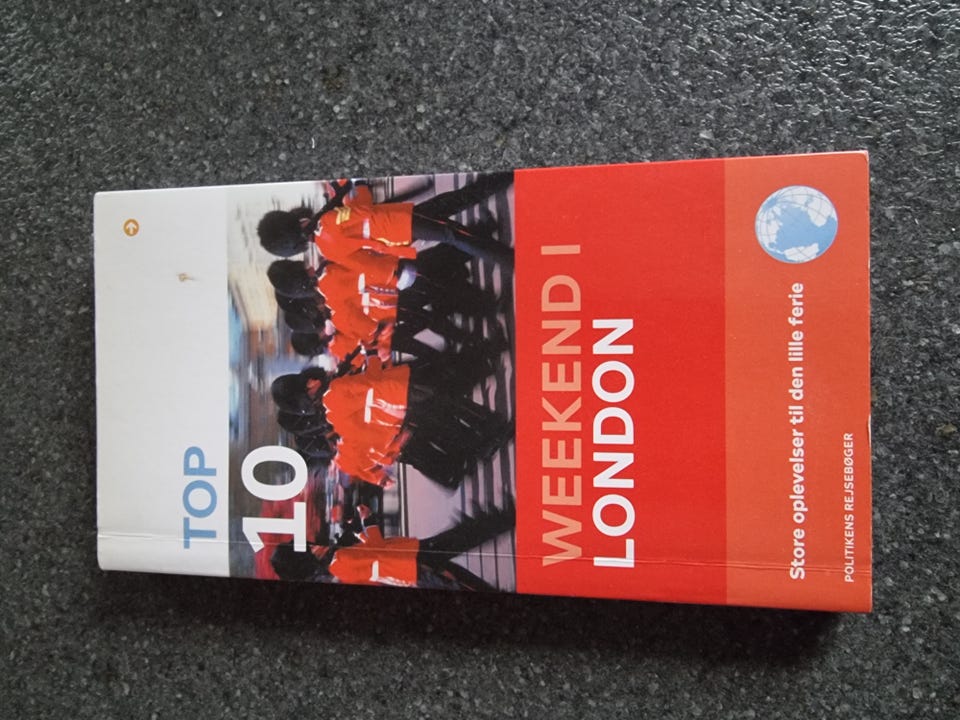 TOP
10
WEEKEND I
LONDON
Store oplevelser til den lille ferie
POLITIKENS REJSEBØGER